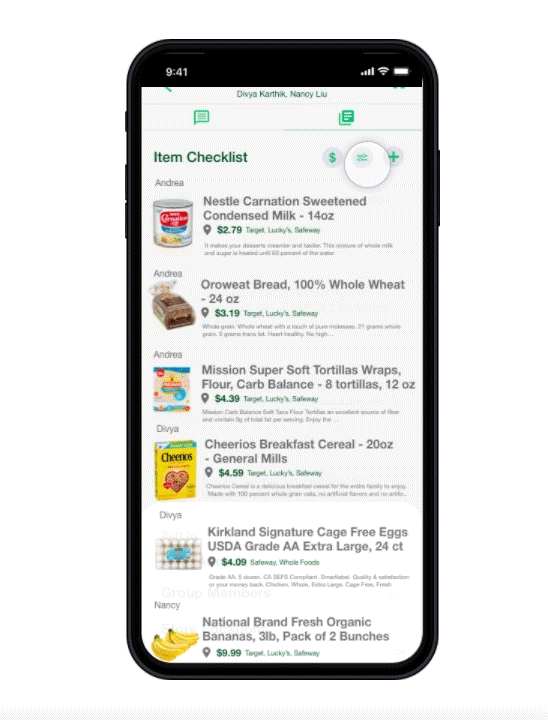 9:41
Divya Karthik, Nancy Liu
Item Checklist
$
Andrea
Nestle Carnation Sweetened
Condensed Milk - 14oz
$2.79 Target, Lucky's, Safeway
It makes your desserts creamier and tastier. This mixture of whole milk
and sugar is heated until 60 percent of the water
Andrea
Oroweat Bread, 100% Whole Wheat
- 24 oz
$3.19 Target, Lucky's, Safeway
Whole grain. Whole wheat with a touch of pure molasses. 21 grams whole
grain. 0 grams trans fat. Heart healthy. No high...
Andrea
Mission Super Soft Tortillas Wraps,
Flour, Carb Balance - 8 tortillas, 12 oz
$4.39 Target, Lucky's, Safeway
Mission Carb Balance Soft Taco Flour Tortillas an excellent source of fiber
and contain 3g of total fat per serving. Enjoy the ...
Divya
Cheerios Breakfast Cereal - 20oz
- General Mills
$4.59 Target, Lucky's, Safeway
Cheerios Cereal is a delicious breakfast cereal for the entire family to enjoy.
Made with 100 percent whole grain oats, no artificial flavors and no artific..
Cheerios
Divya
Kirkland Signature Cage Free Eggs
USDA Grade AA Extra Large, 24 ct
$4.09 Safeway, Whole Foods
Grade AA. 5 dozen. CA SEFS Compliant. Smartlabel. Quality & satisfaction
or your money back. Chicken, Whole, Extra Large, Cage Free, Fresh
Group Members
Nancy
National Brand Fresh Organic
Bananas, 3lb, Pack of 2 Bunches
$9.99 Target, Lucky's, Safeway